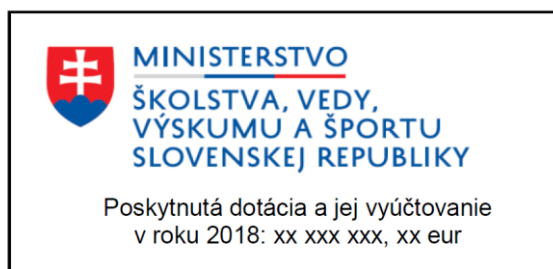 MINISTERSTVO
ŠKOLSTVA, VEDY,
VÝSKUMU A ŠPORTU
SLOVENSKEJ REPUBLIKY
Poskytnutá dotácia a jej vyúčtovanie
v roku 2018: xx xxx xxx, xx eur